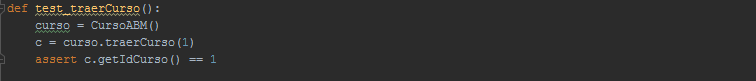 def test_traerCurso():
    curso = CursoABM()
    c = curso.traerCurso(1)
    assert c.getIdCurso() == 1